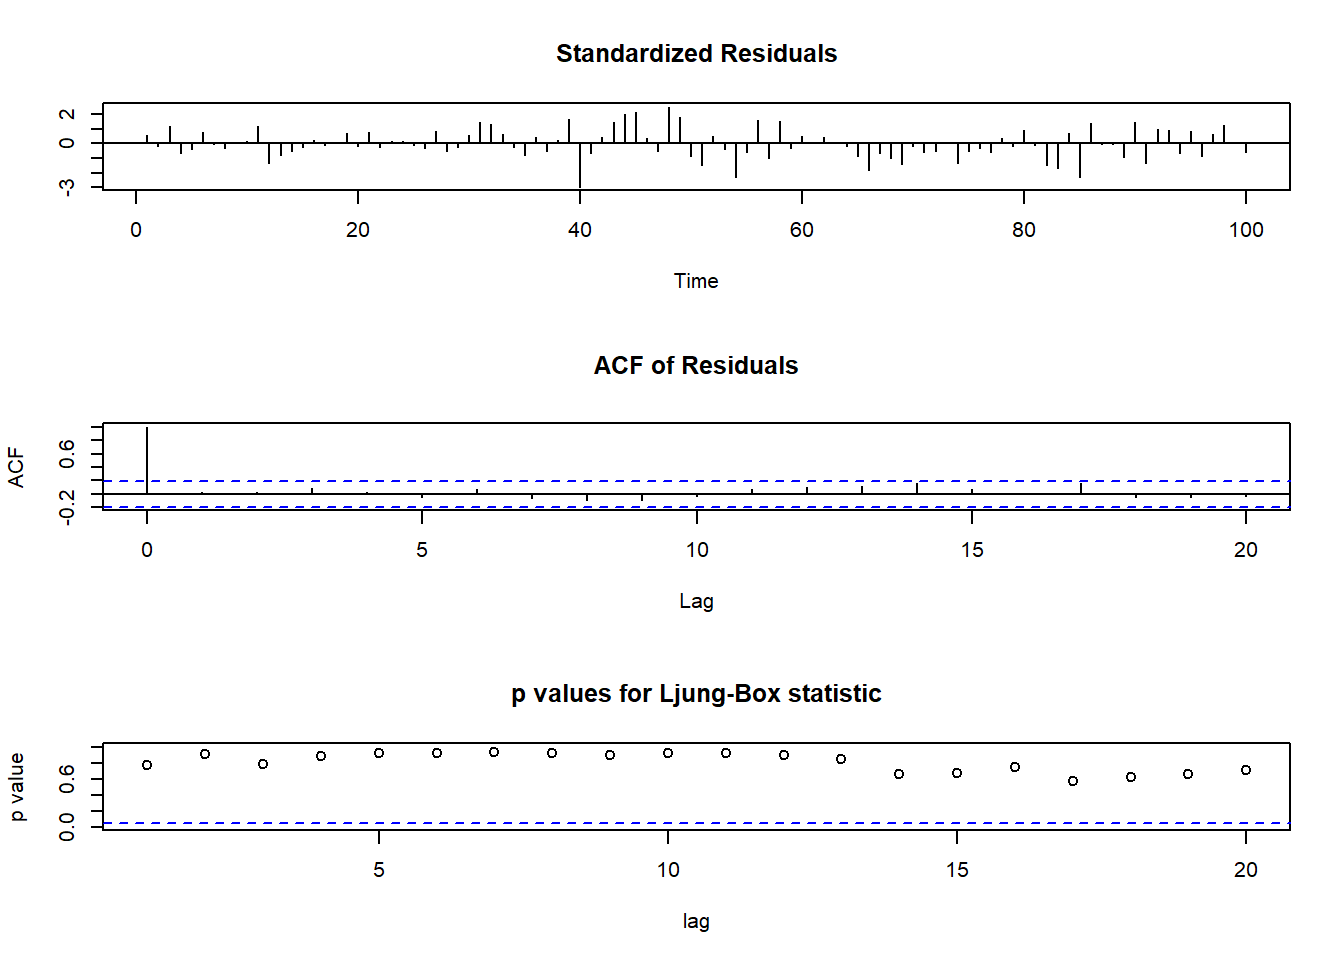 Standardized Residuals
2
0
-3
0 20 40 60 80 100
Time
ACF of Residuals
ACF
0.6
-0.2
0 5 10 15 20
Lag
p values for Ljung-Box statistic
p value
0.6
0.0
5 10 15 20
lag